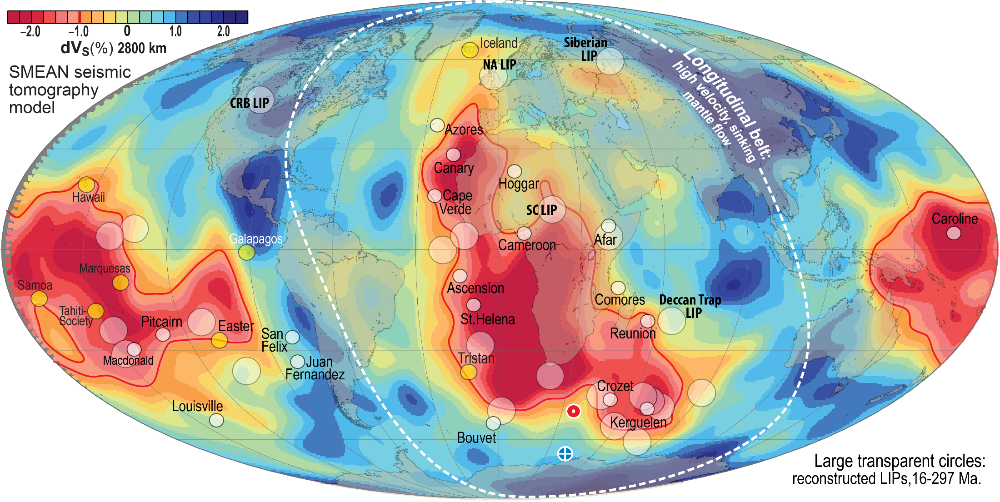 −2.0 −1.0 0 1.0 2.0
dVS(%) 2800 km
SMEAN seismic
tomography
model
Iceland
NA LIP
Siberian
LIP
Longitudinal belt:
high velocity, sinking
mantle flow
CRB LIP
Azores
Canary
Hoggar
Hawaii
Cape
Verde
SC LIP
Caroline
Galapagos
Cameroon
Afar
Marquesas
Samoa
Ascension
Comores
Tahiti-
Society
Pitcairn
Easter
San
Felix
St.Helena
Deccan Trap
LIP
Reunion
Macdonald
Juan
Fernandez
Tristan
Crozet
Louisville
Kerguelen
Bouvet
Large transparent circles:
reconstructed LIPs,16-297 Ma.